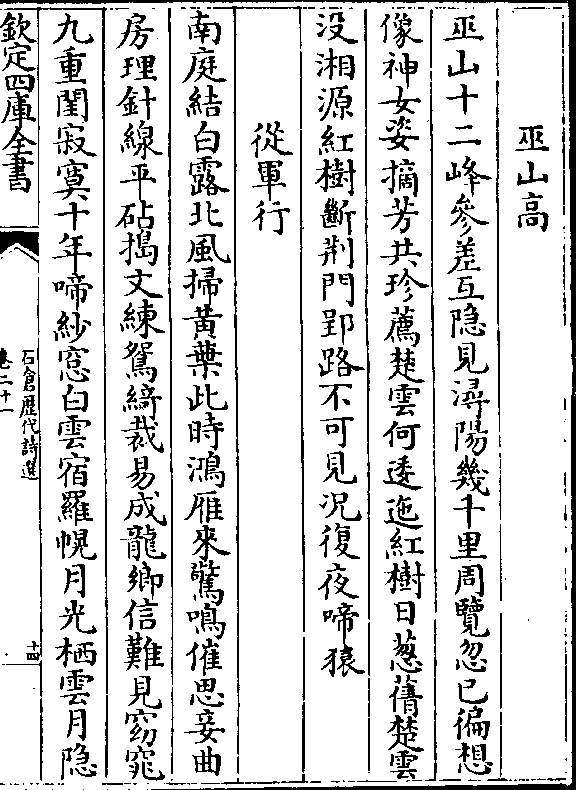 巫山高
巫山十二峰參差互隐見潯陽幾千里周覽忽已徧想
像神女姿摘芳共珍薦楚雲何逶迤紅樹日葱蒨楚雲
没湘源紅樹斷荆門郢路不可見况復夜啼猿
從軍行
南庭結白露北風掃黄葉此時鴻雁來驚鳴催思妾曲
房理針線平砧搗文練鴛綺裁易成龍鄉信難見窈窕
九重閨寂寞十年啼紗窓白雲宿羅幌月光栖雲月隐
欽定四庫全書
石倉歴代詩選
卷二十一
十四